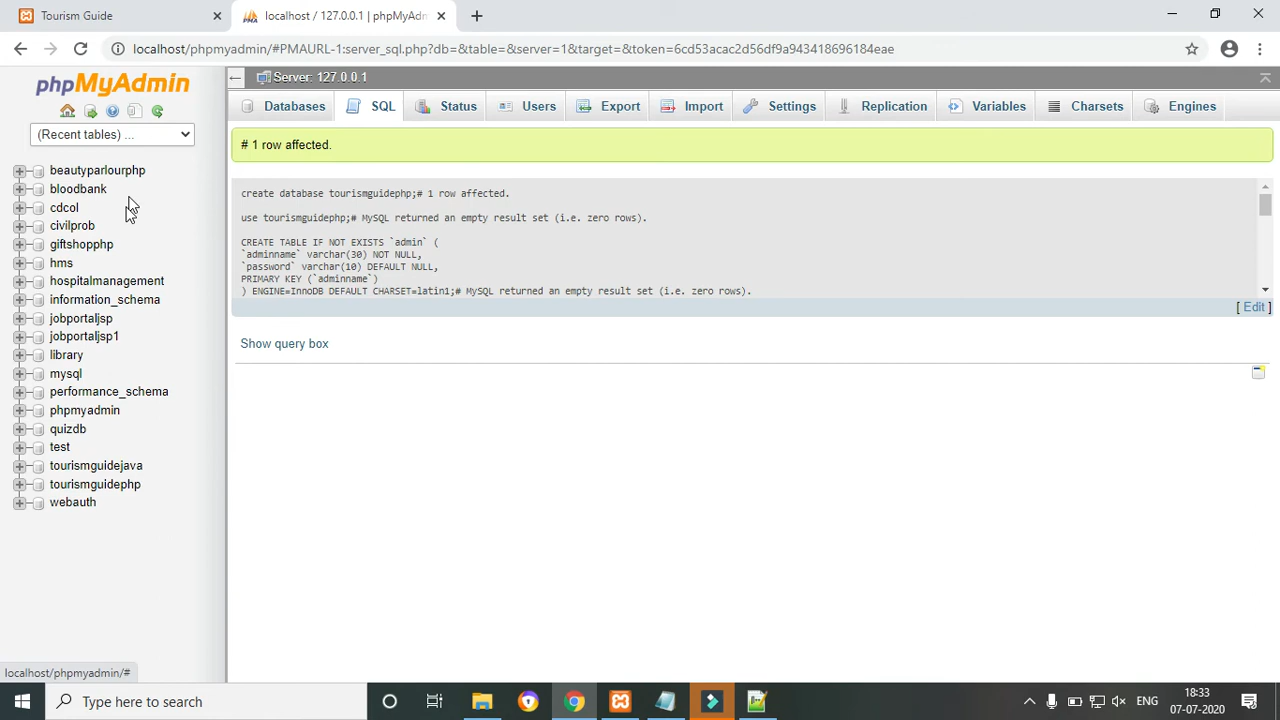 Tourism Guide
localhost / 127.0.0.1 | phpMyAdm
localhost/phpmyadmin/#PMAURL-1:server_sql.php?db=&table=&server=1&target=&token=6cd53acac2d56df9a943418696184eae
phpMyAdmin
(Recent tables) ...
beautyparlourphp
bloodbank
cdcol
civilprob
giftshopphp
hms
hospitalmanagement
information_schema
jobportaljsp
jobportaljsp1
library
mysql
performance_schema
phpmyadmin
quizdb
test
tourismguidejava
tourismguidephp
webauth
localhost/phpmyadmin/#
Server: 127.0.0.1
Databases SQL Status Users Export Import Settings Replication Variables Charsets Engines
# 1 row affected.
create database tourismguidephp;# 1 row affected.
use tourismguidephp;# MySQL returned an empty result set (i.e. zero rows).
CREATE TABLE IF NOT EXISTS `admin` (
`adminname` varchar(30) NOT NULL,
`password` varchar(10) DEFAULT NULL,
PRIMARY KEY (`adminname`)
) ENGINE=InnoDB DEFAULT CHARSET=latin1;# MySQL returned an empty result set (i.e. zero rows).
[ Edit ]
Show query box
Type here to search
ENG
18:33
07-07-2020